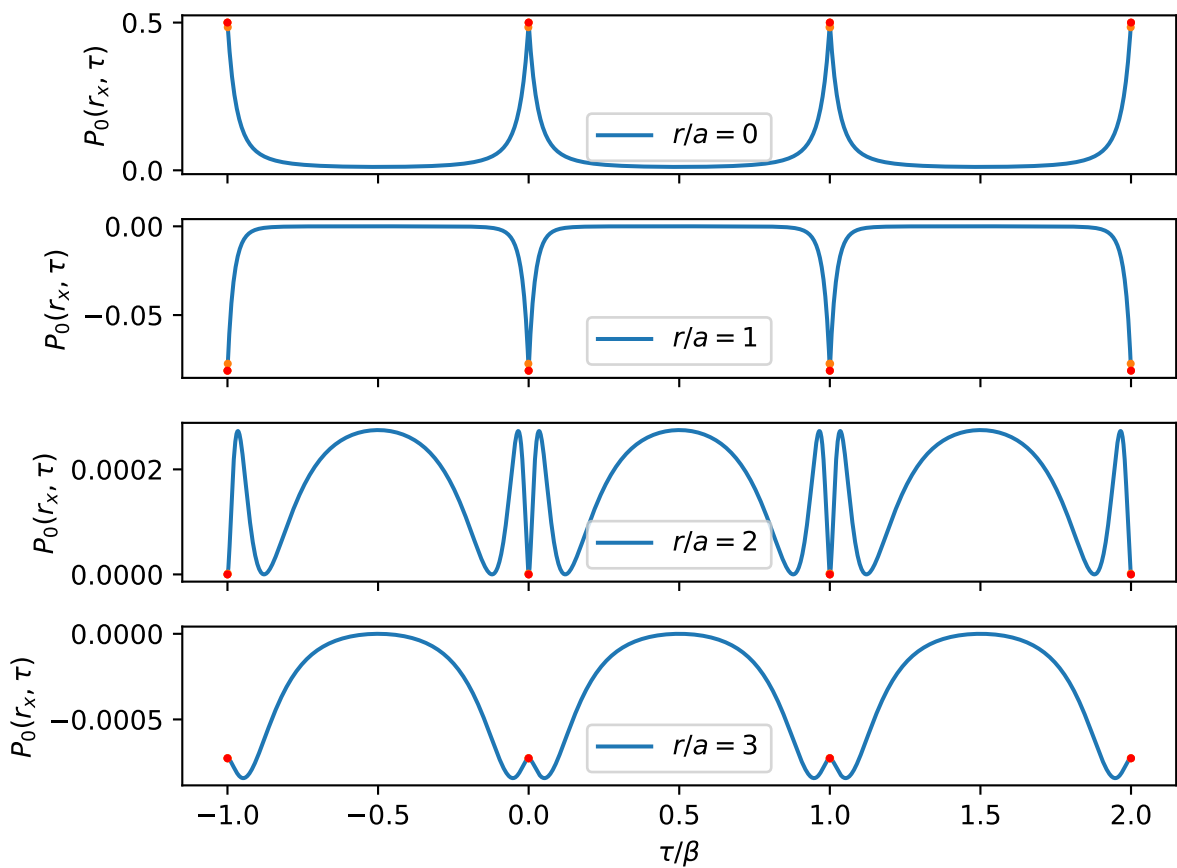 0.5
0.0
P₀(rₓ, τ)
r/a = 0
0.00
−0.05
P₀(rₓ, τ)
r/a = 1
0.0002
0.0000
P₀(rₓ, τ)
r/a = 2
0.0000
−0.0005
P₀(rₓ, τ)
r/a = 3
−1.0 −0.5 0.0 0.5 1.0 1.5 2.0
τ/β